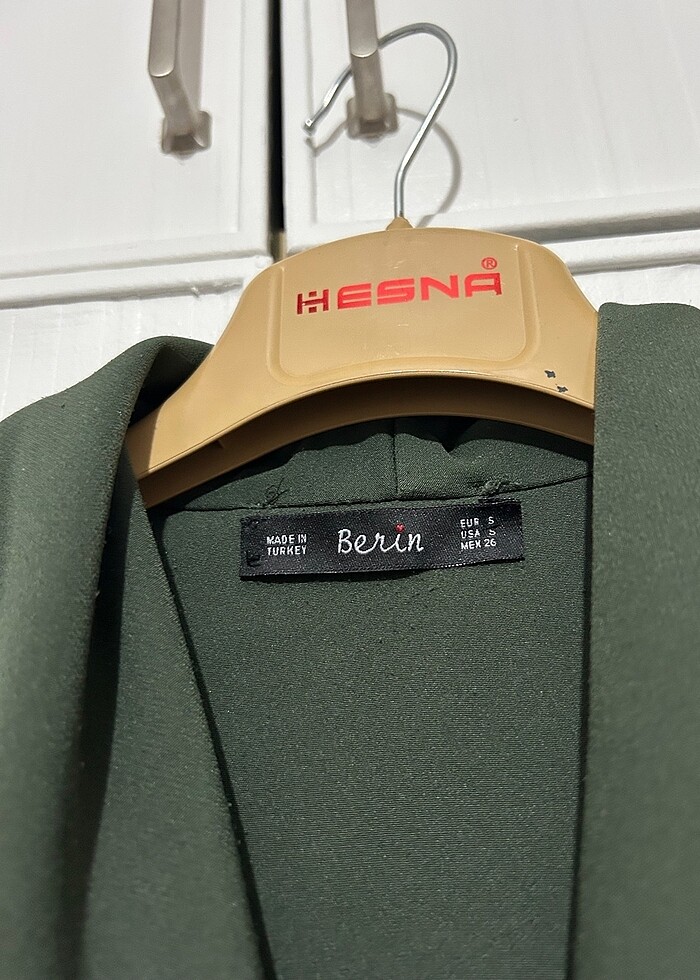 HESNA®
MADE IN
TURKEY
Berin
EUR S
USA S
MEX 26